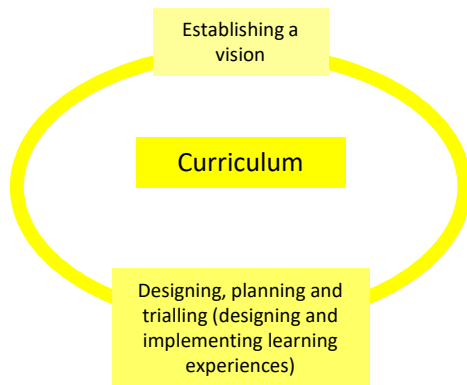 Establishing a
vision
Curriculum
Designing, planning and
trialling (designing and
implementing learning
experiences)